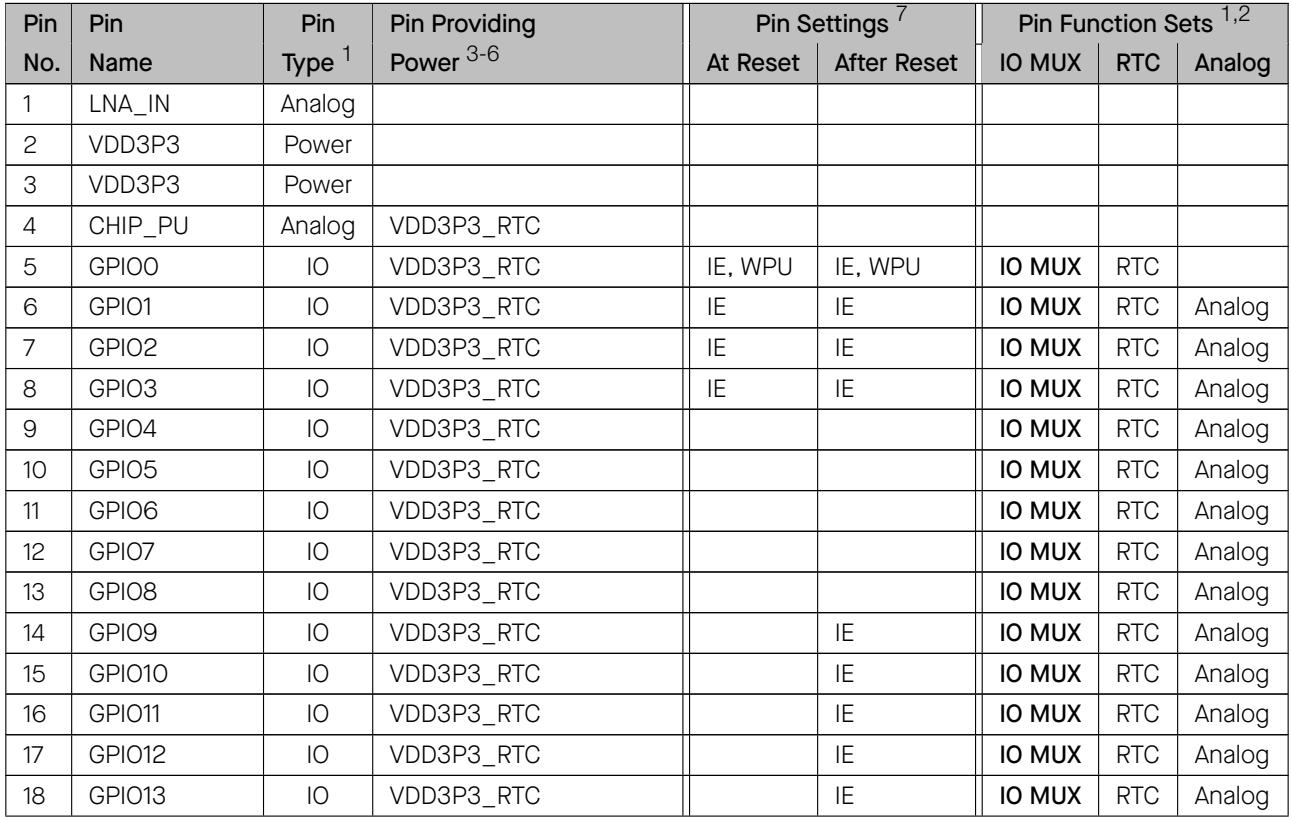 Pin Pin Pin Pin Providing Pin Settings 7 Pin Function Sets 1,2
No. Name Type 1 Power 3-6 At Reset After Reset IO MUX RTC Analog
1 LNA_IN Analog
2 VDD3P3 Power
3 VDD3P3 Power
4 CHIP_PU Analog VDD3P3_RTC
5 GPIO0 IO VDD3P3_RTC IE, WPU IE, WPU IO MUX RTC
6 GPIO1 IO VDD3P3_RTC IE IE IO MUX RTC Analog
7 GPIO2 IO VDD3P3_RTC IE IE IO MUX RTC Analog
8 GPIO3 IO VDD3P3_RTC IE IE IO MUX RTC Analog
9 GPIO4 IO VDD3P3_RTC IO MUX RTC Analog
10 GPIO5 IO VDD3P3_RTC IO MUX RTC Analog
11 GPIO6 IO VDD3P3_RTC IO MUX RTC Analog
12 GPIO7 IO VDD3P3_RTC IO MUX RTC Analog
13 GPIO8 IO VDD3P3_RTC IO MUX RTC Analog
14 GPIO9 IO VDD3P3_RTC IE IO MUX RTC Analog
15 GPIO10 IO VDD3P3_RTC IE IO MUX RTC Analog
16 GPIO11 IO VDD3P3_RTC IE IO MUX RTC Analog
17 GPIO12 IO VDD3P3_RTC IE IO MUX RTC Analog
18 GPIO13 IO VDD3P3_RTC IE IO MUX RTC Analog